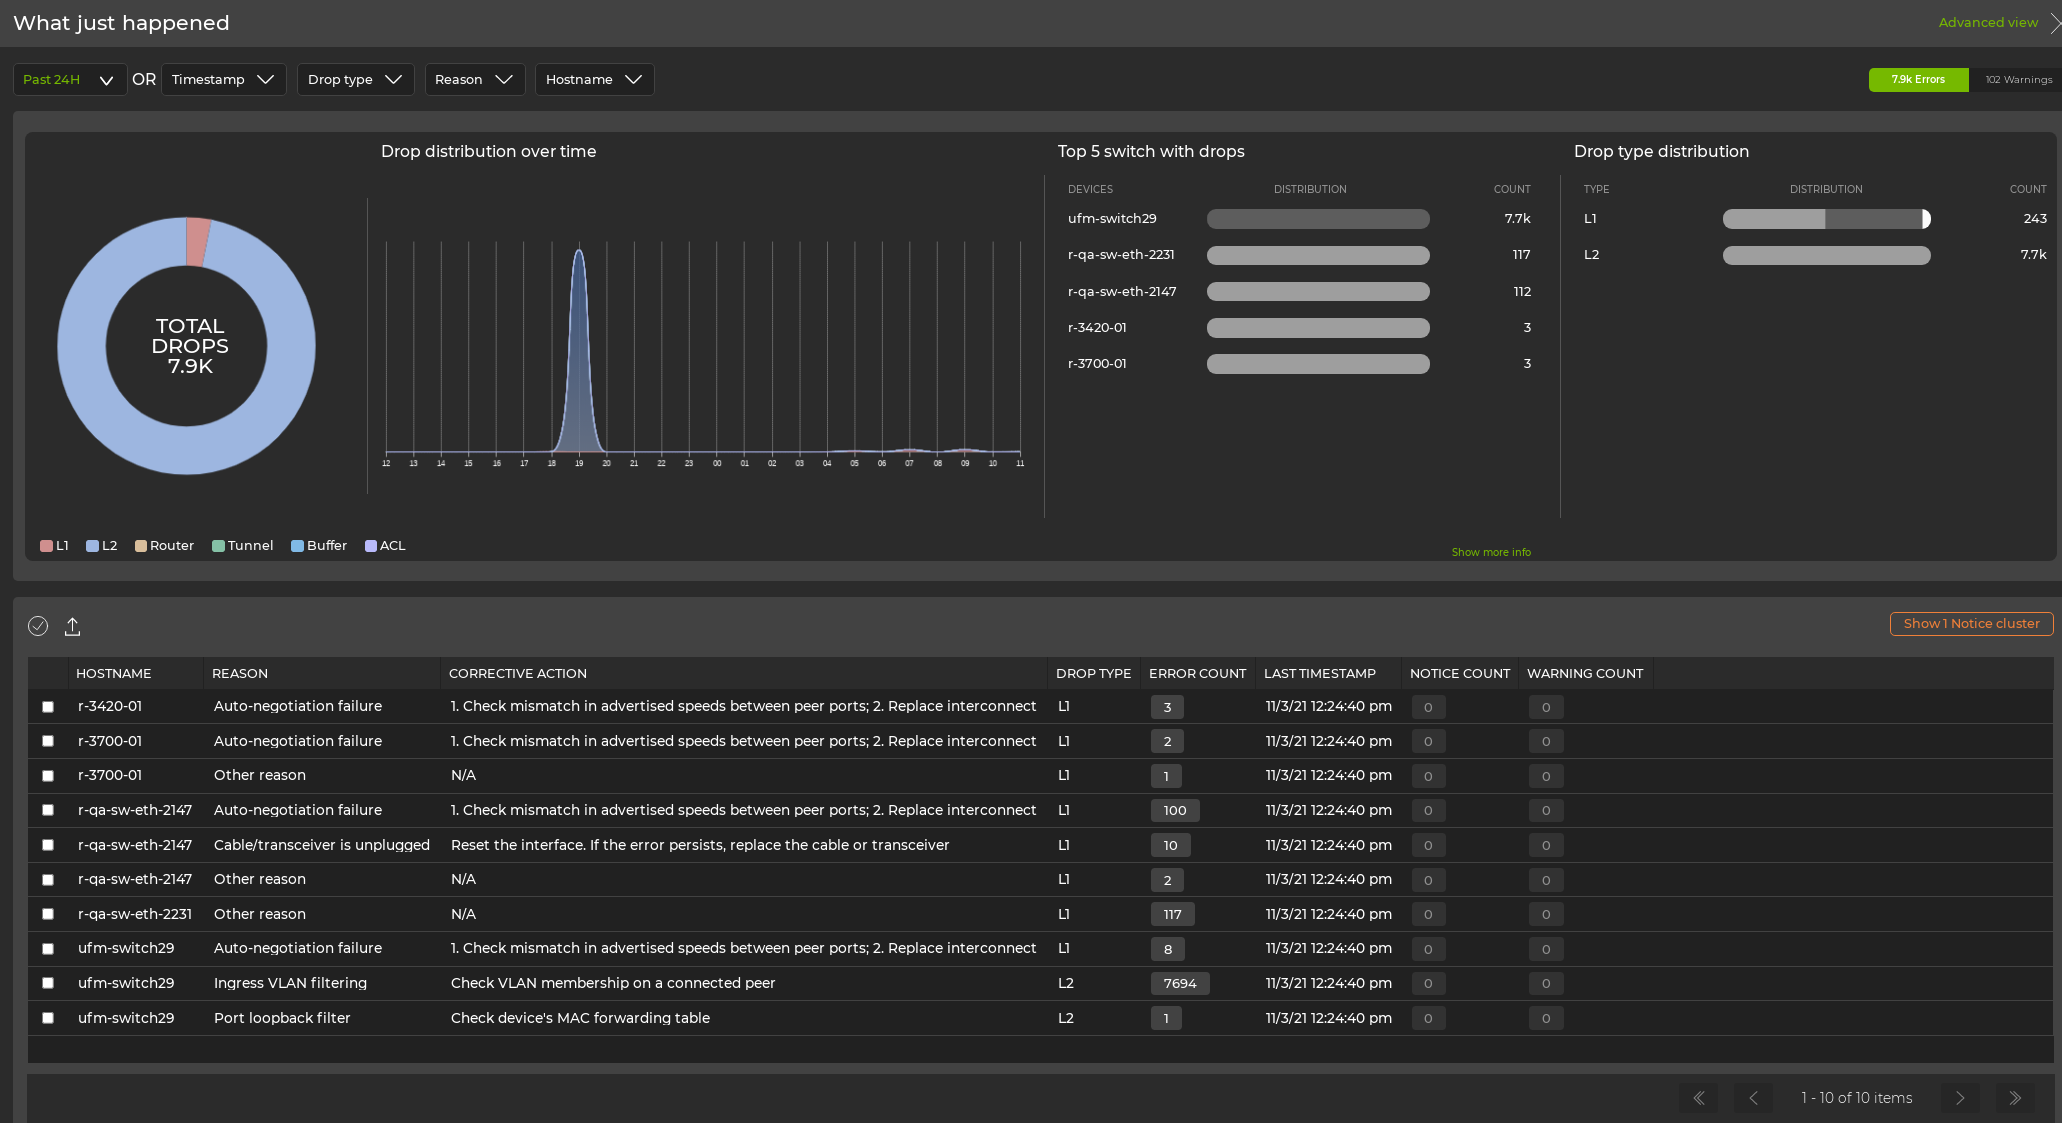 What just happened
Advanced view
Past 24H OR Timestamp Drop type Reason Hostname
7.9k Errors 102 Warnings
Drop distribution over time
TOTAL
DROPS
7.9K
12 13 14 15 16 17 18 19 20 21 22 23 00 01 02 03 04 05 06 07 08 09 10 11
L1 L2 Router Tunnel Buffer ACL
Top 5 switch with drops
DEVICES DISTRIBUTION COUNT
ufm-switch29 7.7k
r-qa-sw-eth-2231 117
r-qa-sw-eth-2147 112
r-3420-01 3
r-3700-01 3
Show more info
Drop type distribution
TYPE DISTRIBUTION COUNT
L1 243
L2 7.7k
Show 1 Notice cluster
HOSTNAME REASON CORRECTIVE ACTION DROP TYPE ERROR COUNT LAST TIMESTAMP NOTICE COUNT WARNING COUNT
r-3420-01 Auto-negotiation failure 1. Check mismatch in advertised speeds between peer ports; 2. Replace interconnect L1 3 11/3/21 12:24:40 pm 0 0
r-3700-01 Auto-negotiation failure 1. Check mismatch in advertised speeds between peer ports; 2. Replace interconnect L1 2 11/3/21 12:24:40 pm 0 0
r-3700-01 Other reason N/A L1 1 11/3/21 12:24:40 pm 0 0
r-qa-sw-eth-2147 Auto-negotiation failure 1. Check mismatch in advertised speeds between peer ports; 2. Replace interconnect L1 100 11/3/21 12:24:40 pm 0 0
r-qa-sw-eth-2147 Cable/transceiver is unplugged Reset the interface. If the error persists, replace the cable or transceiver L1 10 11/3/21 12:24:40 pm 0 0
r-qa-sw-eth-2147 Other reason N/A L1 2 11/3/21 12:24:40 pm 0 0
r-qa-sw-eth-2231 Other reason N/A L1 117 11/3/21 12:24:40 pm 0 0
ufm-switch29 Auto-negotiation failure 1. Check mismatch in advertised speeds between peer ports; 2. Replace interconnect L1 8 11/3/21 12:24:40 pm 0 0
ufm-switch29 Ingress VLAN filtering Check VLAN membership on a connected peer L2 7694 11/3/21 12:24:40 pm 0 0
ufm-switch29 Port loopback filter Check device's MAC forwarding table L2 1 11/3/21 12:24:40 pm 0 0
1 - 10 of 10 items